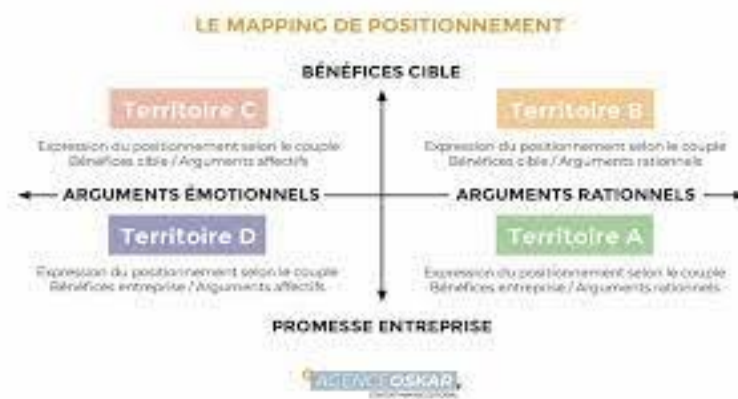 LE MAPPING DE POSITIONNEMENT
BÉNÉFICES CIBLE
Territoire C
Territoire B
Expression du positionnement selon le couple
Bénéfices cible / Arguments affectifs
Expression du positionnement selon le couple
Bénéfices cible / Arguments rationnels
ARGUMENTS ÉMOTIONNELS
ARGUMENTS RATIONNELS
Territoire D
Territoire A
Expression du positionnement selon le couple
Bénéfices entreprise / Arguments affectifs
Expression du positionnement selon le couple
Bénéfices entreprise / Arguments rationnels
PROMESSE ENTREPRISE
AGENCE OSKAR